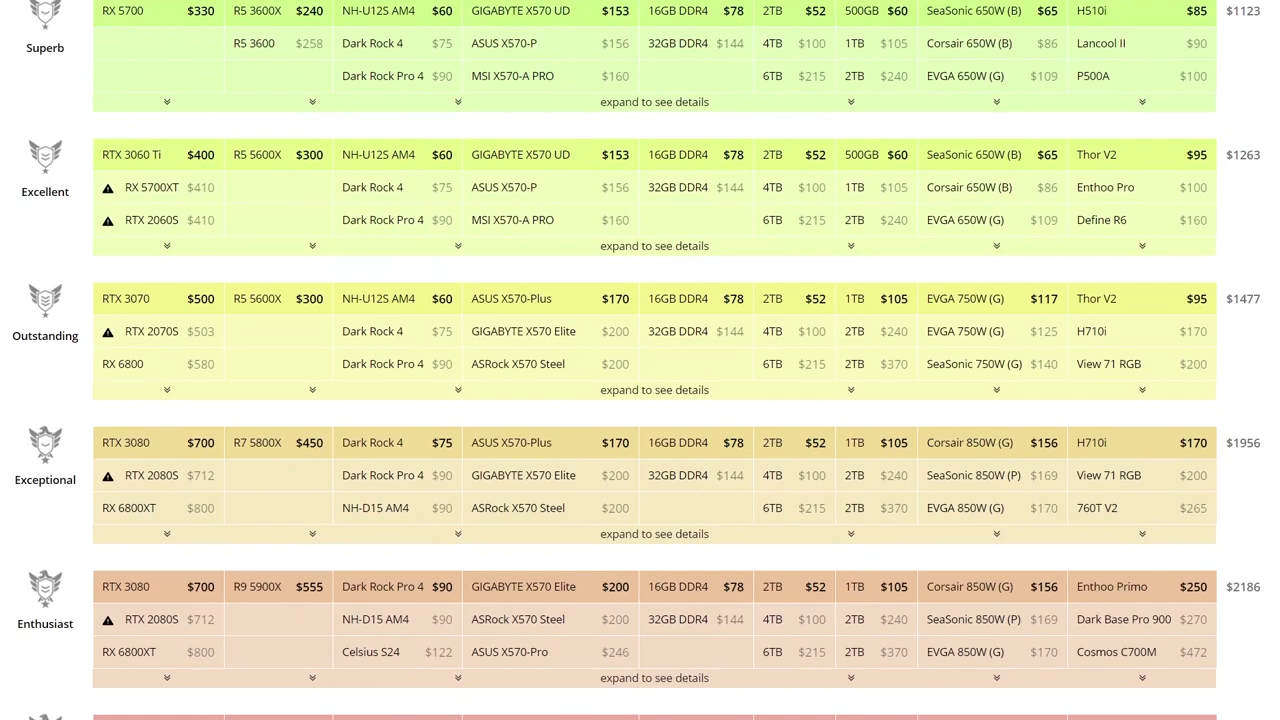 RX 5700 $330 R5 3600X $240 NH-U12S AM4 $60 GIGABYTE X570 UD $153 16GB DDR4 $78 2TB $52 500GB $60 SeaSonic 650W (B) $65 H510i $85 $1123
Superb R5 3600 $258 Dark Rock 4 $75 ASUS X570-P $156 32GB DDR4 $144 4TB $100 1TB $105 Corsair 650W (B) $86 Lancool II $90
Dark Rock Pro 4 $90 MSI X570-A PRO $160 6TB $215 2TB $240 EVGA 650W (G) $109 P500A $100
expand to see details
RTX 3060 Ti $400 R5 5600X $300 NH-U12S AM4 $60 GIGABYTE X570 UD $153 16GB DDR4 $78 2TB $52 500GB $60 SeaSonic 650W (B) $65 Thor V2 $95 $1263
Excellent RX 5700XT $410 Dark Rock 4 $75 ASUS X570-P $156 32GB DDR4 $144 4TB $100 1TB $105 Corsair 650W (B) $86 Enthoo Pro $100
RTX 2060S $410 Dark Rock Pro 4 $90 MSI X570-A PRO $160 6TB $215 2TB $240 EVGA 650W (G) $109 Define R6 $160
expand to see details
RTX 3070 $500 R5 5600X $300 NH-U12S AM4 $60 ASUS X570-Plus $170 16GB DDR4 $78 2TB $52 1TB $105 EVGA 750W (G) $117 Thor V2 $95 $1477
Outstanding RTX 2070S $503 Dark Rock 4 $75 GIGABYTE X570 Elite $200 32GB DDR4 $144 4TB $100 2TB $240 EVGA 750W (G) $125 H710i $170
RX 6800 $580 Dark Rock Pro 4 $90 ASRock X570 Steel $200 6TB $215 2TB $370 SeaSonic 750W (G) $140 View 71 RGB $200
expand to see details
RTX 3080 $700 R7 5800X $450 Dark Rock 4 $75 ASUS X570-Plus $170 16GB DDR4 $78 2TB $52 1TB $105 Corsair 850W (G) $156 H710i $170 $1956
Exceptional RTX 2080S $712 Dark Rock Pro 4 $90 GIGABYTE X570 Elite $200 32GB DDR4 $144 4TB $100 2TB $240 SeaSonic 850W (P) $169 View 71 RGB $200
RX 6800XT $800 NH-D15 AM4 $90 ASRock X570 Steel $200 6TB $215 2TB $370 EVGA 850W (G) $170 760T V2 $265
expand to see details
RTX 3080 $700 R9 5900X $555 Dark Rock Pro 4 $90 GIGABYTE X570 Elite $200 16GB DDR4 $78 2TB $52 1TB $105 Corsair 850W (G) $156 Enthoo Primo $250 $2186
Enthusiast RTX 2080S $712 NH-D15 AM4 $90 ASRock X570 Steel $200 32GB DDR4 $144 4TB $100 2TB $240 SeaSonic 850W (P) $169 Dark Base Pro 900 $270
RX 6800XT $800 Celsius S24 $122 ASUS X570-Pro $246 6TB $215 2TB $370 EVGA 850W (G) $170 Cosmos C700M $472
expand to see details